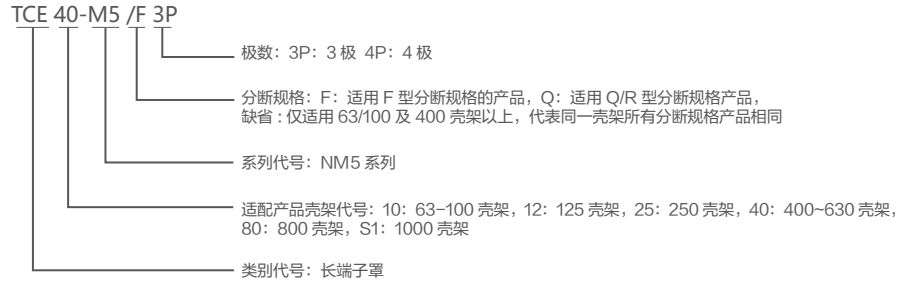 TCE 40-M5 /F 3P
极数：3P：3 极 4P：4 极
分断规格：F：适用 F 型分断规格的产品，Q：适用 Q/R 型分断规格产品，
缺省 : 仅适用 63/100 及 400 壳架以上，代表同一壳架所有分断规格产品相同
系列代号：NM5 系列
适配产品壳架代号：10：63-100 壳架，12：125 壳架，25：250 壳架，40：400~630 壳架，
80：800 壳架，S1：1000 壳架
类别代号：长端子罩